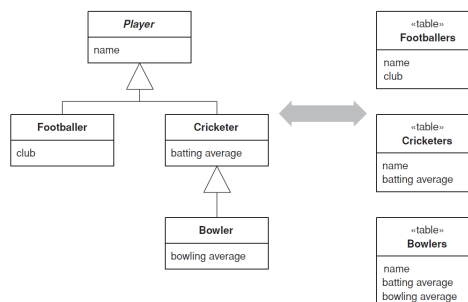 Player
name
Footballer
club
Cricketer
batting average
Bowler
bowling average
«table»
Footballers
name
club
«table»
Cricketers
name
batting average
«table»
Bowlers
name
batting average
bowling average